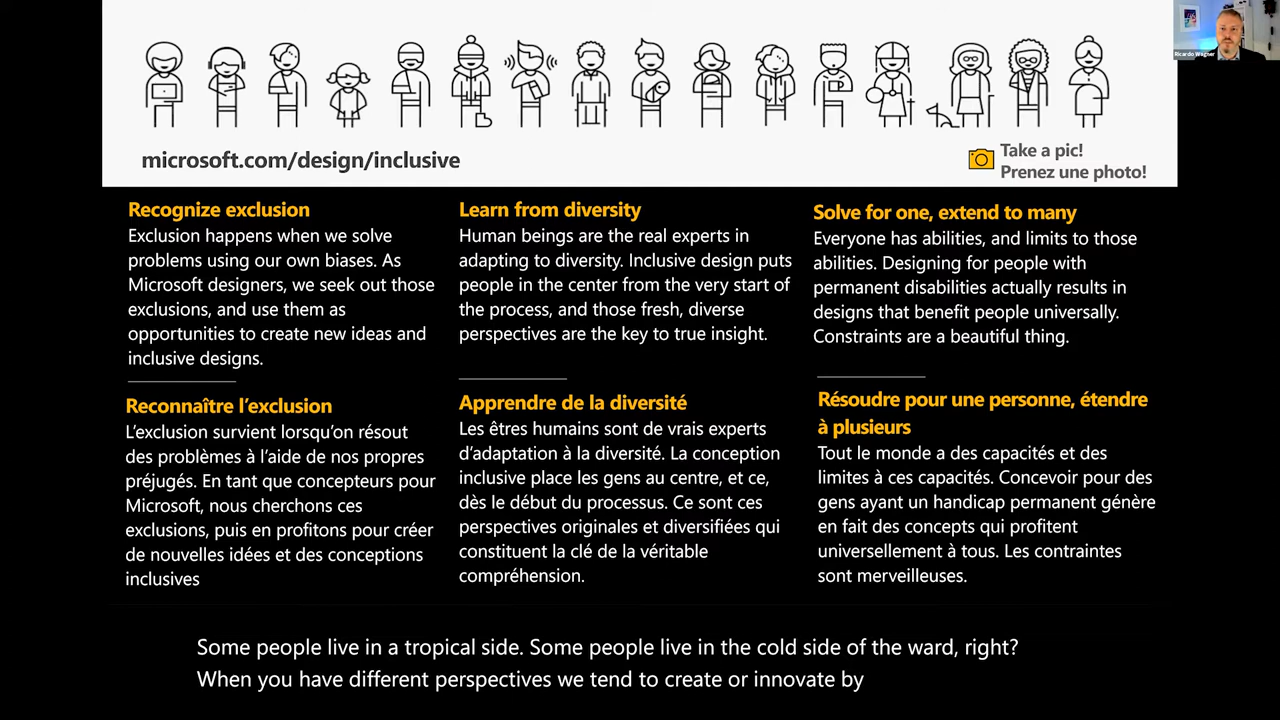 Ricardo Wagner
microsoft.com/design/inclusive
Take a pic!
Prenez une photo!
Recognize exclusion
Exclusion happens when we solve
problems using our own biases. As
Microsoft designers, we seek out those
exclusions, and use them as
opportunities to create new ideas and
inclusive designs.
Learn from diversity
Human beings are the real experts in
adapting to diversity. Inclusive design puts
people in the center from the very start of
the process, and those fresh, diverse
perspectives are the key to true insight.
Solve for one, extend to many
Everyone has abilities, and limits to those
abilities. Designing for people with
permanent disabilities actually results in
designs that benefit people universally.
Constraints are a beautiful thing.
Reconnaître l’exclusion
L’exclusion survient lorsqu’on résout
des problèmes à l’aide de nos propres
préjugés. En tant que concepteurs pour
Microsoft, nous cherchons ces
exclusions, puis en profitons pour créer
de nouvelles idées et des conceptions
inclusives
Apprendre de la diversité
Les êtres humains sont de vrais experts
d’adaptation à la diversité. La conception
inclusive place les gens au centre, et ce,
dès le début du processus. Ce sont ces
perspectives originales et diversifiées qui
constituent la clé de la véritable
compréhension.
Résoudre pour une personne, étendre
à plusieurs
Tout le monde a des capacités et des
limites à ces capacités. Concevoir pour des
gens ayant un handicap permanent génère
en fait des concepts qui profitent
universellement à tous. Les contraintes
sont merveilleuses.
Some people live in a tropical side. Some people live in the cold side of the ward, right?
When you have different perspectives we tend to create or innovate by